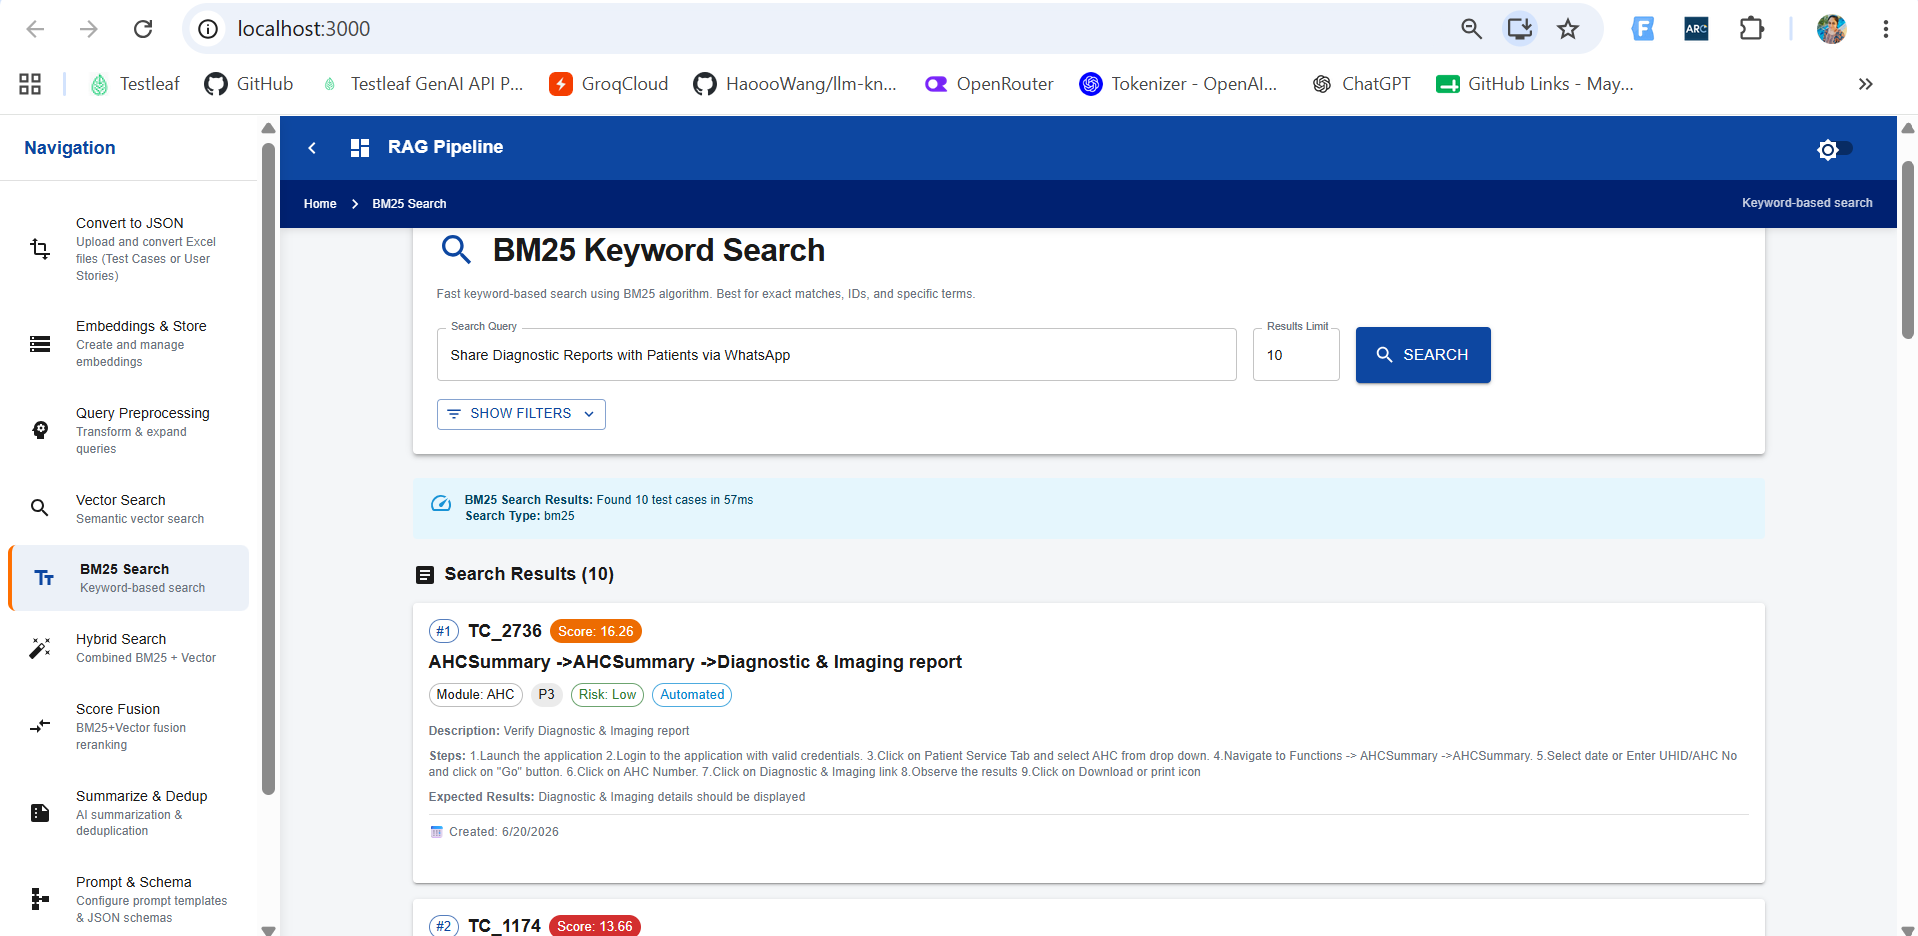 localhost:3000
Testleaf
GitHub
Testleaf GenAI API P...
GroqCloud
HaoooWang/llm-kn...
OpenRouter
Tokenizer - OpenAI...
ChatGPT
GitHub Links - May...
F
ARC
Navigation
Convert to JSON
Upload and convert Excel
files (Test Cases or User
Stories)
Embeddings & Store
Create and manage
embeddings
Query Preprocessing
Transform & expand
queries
Vector Search
Semantic vector search
BM25 Search
Keyword-based search
Hybrid Search
Combined BM25 + Vector
Score Fusion
BM25+Vector fusion
reranking
Summarize & Dedup
AI summarization &
deduplication
Prompt & Schema
Configure prompt templates
& JSON schemas
RAG Pipeline
Home > BM25 Search
Keyword-based search
BM25 Keyword Search
Fast keyword-based search using BM25 algorithm. Best for exact matches, IDs, and specific terms.
Search Query
Share Diagnostic Reports with Patients via WhatsApp
Results Limit
10
SEARCH
SHOW FILTERS
BM25 Search Results: Found 10 test cases in 57ms
Search Type: bm25
Search Results (10)
#1 TC_2736 Score: 16.26
AHCSummary ->AHCSummary ->Diagnostic & Imaging report
Module: AHC P3 Risk: Low Automated
Description: Verify Diagnostic & Imaging report
Steps: 1.Launch the application 2.Login to the application with valid credentials. 3.Click on Patient Service Tab and select AHC from drop down. 4.Navigate to Functions -> AHCSummary ->AHCSummary. 5.Select date or Enter UHID/AHC No
and click on "Go" button. 6.Click on AHC Number. 7.Click on Diagnostic & Imaging link 8.Observe the results 9.Click on Download or print icon
Expected Results: Diagnostic & Imaging details should be displayed
Created: 6/20/2026
#2 TC_1174 Score: 13.66